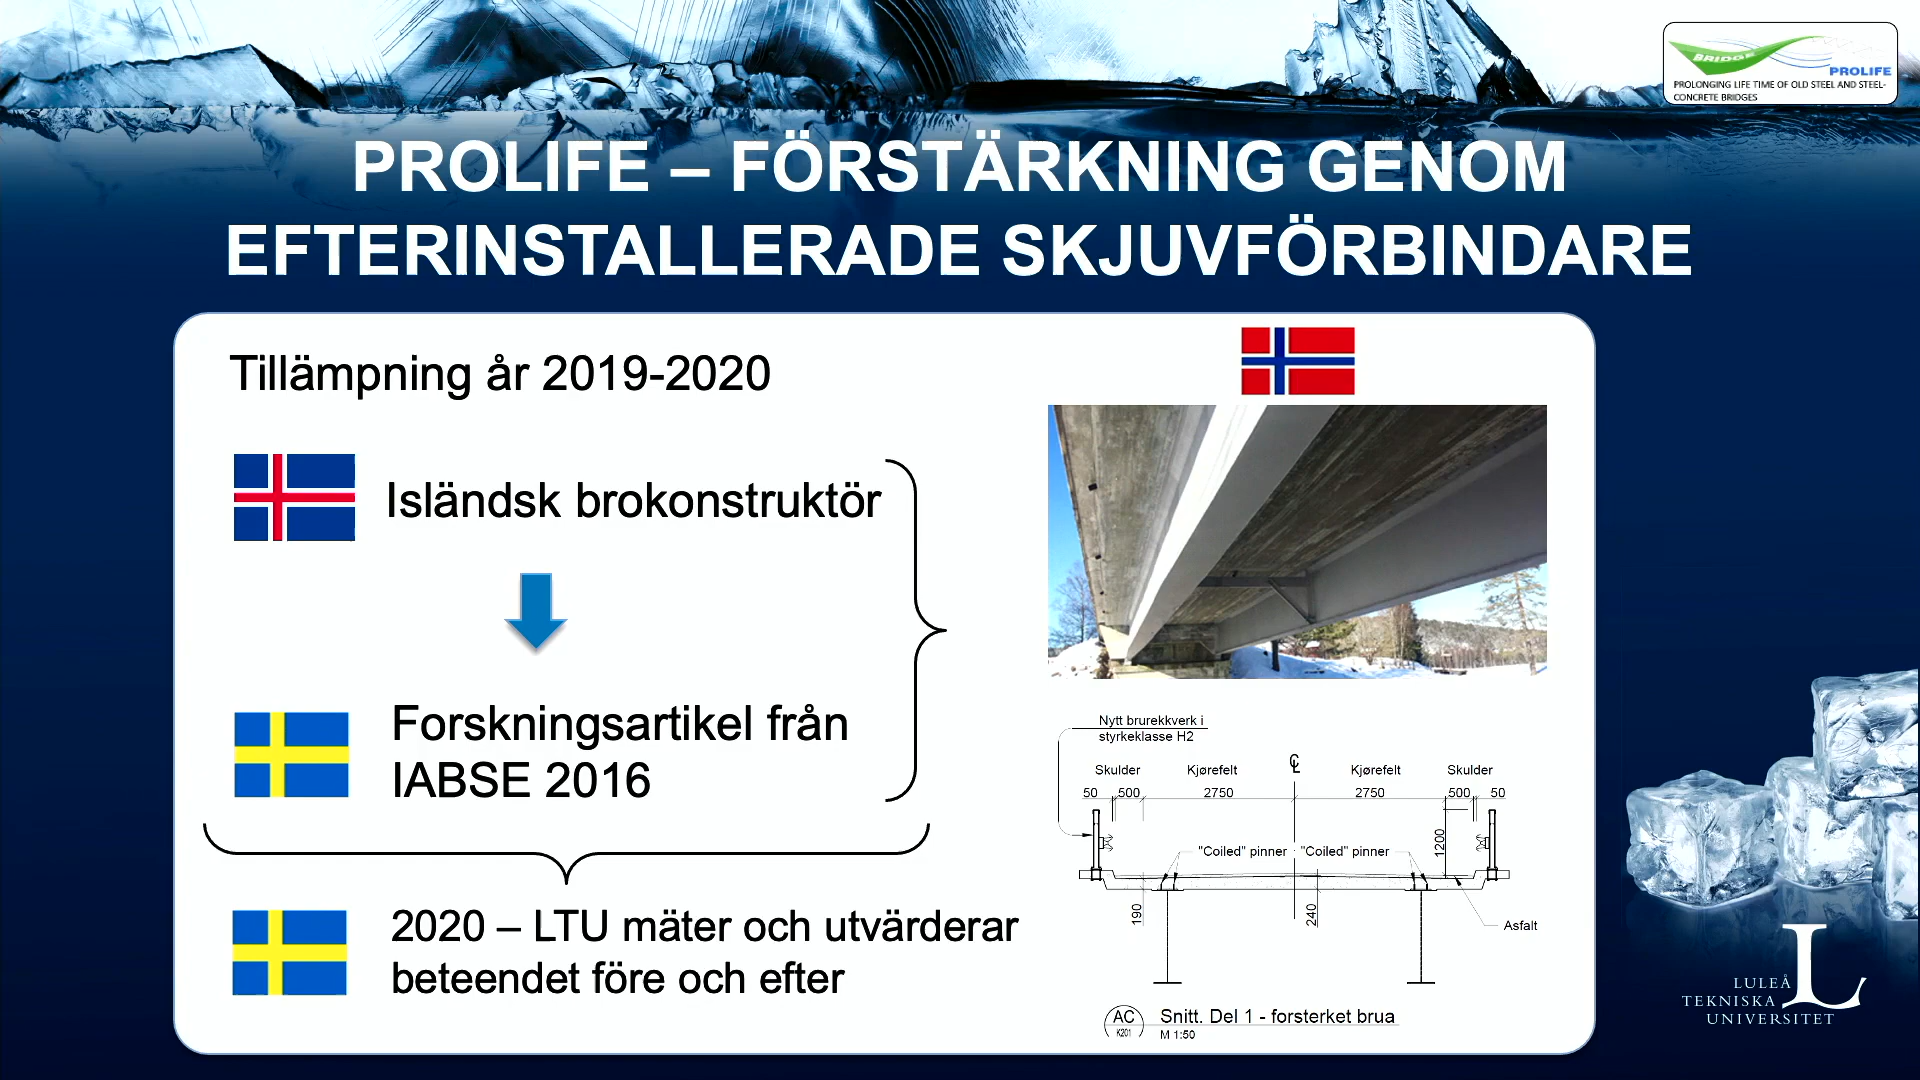 BRIDGE
PROLIFE
PROLONGING LIFE TIME OF OLD STEEL AND STEEL-
CONCRETE BRIDGES
PROLIFE – FÖRSTÄRKNING GENOM
EFTERINSTALLERADE SKJUVFÖRBINDARE
Tillämpning år 2019-2020
Isländsk brokonstruktör
Forskningsartikel från
IABSE 2016
2020 – LTU mäter och utvärderar
beteendet före och efter
Nytt brurekkverk i
styrkeklasse H2
Skulder Kjørefelt ℄ Kjørefelt Skulder
50 500 2750 2750 500 50
1200
"Coiled" pinner "Coiled" pinner
190 240
Asfalt
AC
K201
Snitt. Del 1 - forsterket brua
M 1:50
LULEÅ
TEKNISKA
UNIVERSITET
L